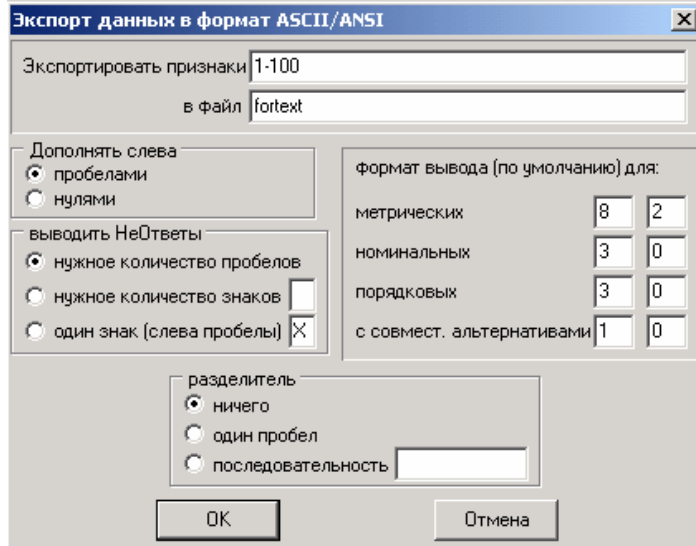 Экспорт данных в формат ASCII/ANSI
Экспортировать признаки 1-100
в файл fortext
Дополнять слева
пробелами
нулями
выводить НеОтветы
нужное количество пробелов
нужное количество знаков
один знак (слева пробелы) X
формат вывода (по умолчанию) для:
метрических 8 2
номинальных 3 0
порядковых 3 0
с совмест. альтернативами 1 0
разделитель
ничего
один пробел
последовательность
OK Отмена